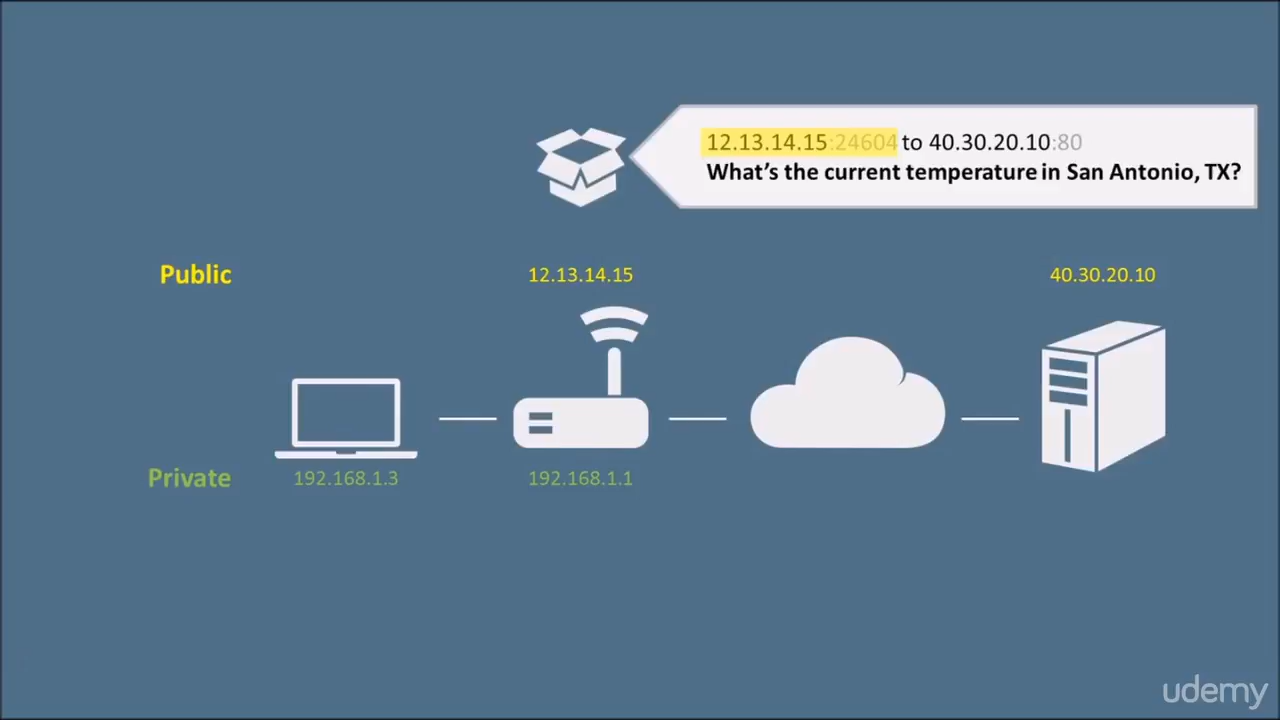 12.13.14.15:24604 to 40.30.20.10:80
What's the current temperature in San Antonio, TX?
Public 12.13.14.15 40.30.20.10
Private 192.168.1.3 192.168.1.1
udemy